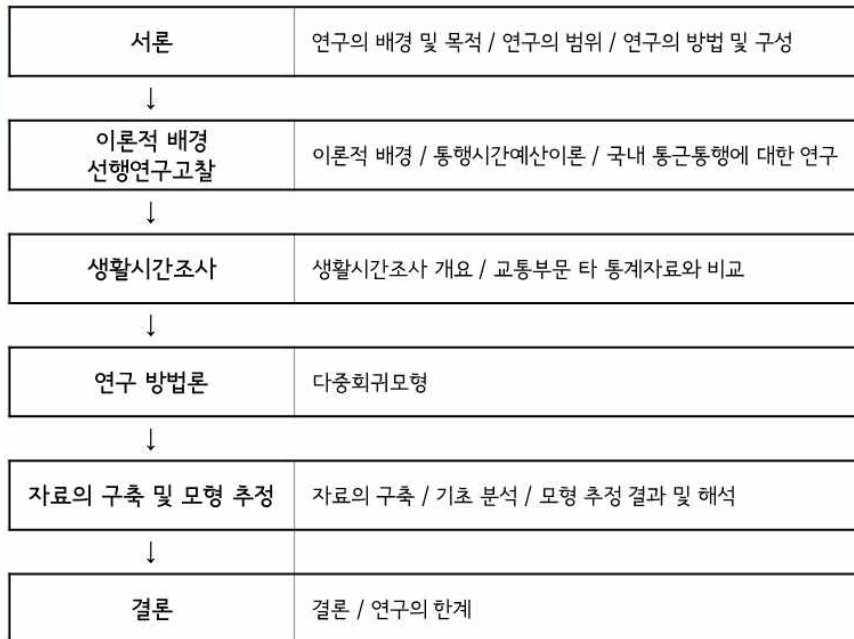 서론
연구의 배경 및 목적 / 연구의 범위 / 연구의 방법 및 구성
↓
이론적 배경
선행연구고찰
이론적 배경 / 통행시간예산이론 / 국내 통근통행에 대한 연구
↓
생활시간조사
생활시간조사 개요 / 교통부문 타 통계자료와 비교
↓
연구 방법론
다중회귀모형
↓
자료의 구축 및 모형 추정
자료의 구축 / 기초 분석 / 모형 추정 결과 및 해석
↓
결론
결론 / 연구의 한계